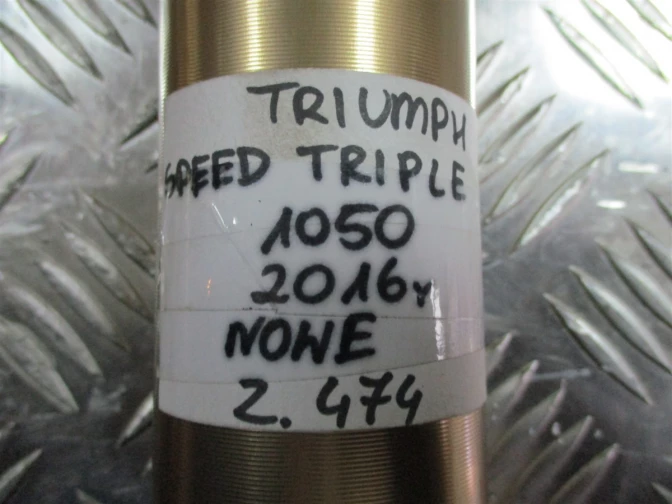 TRIUMPH
SPEED TRIPLE
1050
2016r
NOWE
Z. 474